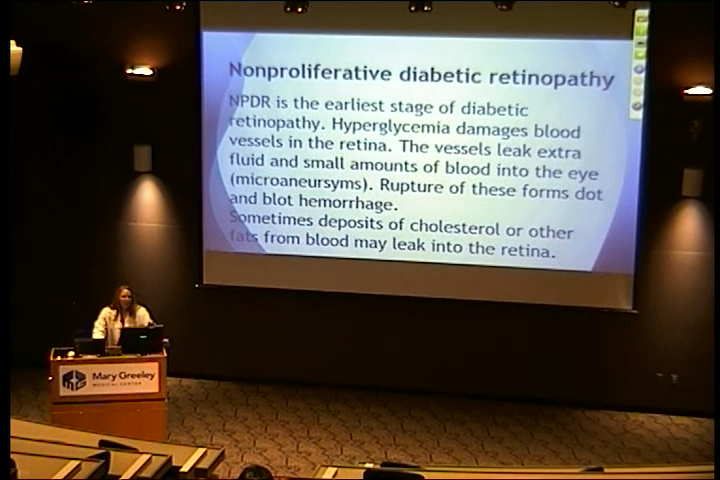 Nonproliferative diabetic retinopathy
NPDR is the earliest stage of diabetic
retinopathy. Hyperglycemia damages blood
vessels in the retina. The vessels leak extra
fluid and small amounts of blood into the eye
(microaneursyms). Rupture of these forms dot
and blot hemorrhage.
Sometimes deposits of cholesterol or other
fats from blood may leak into the retina.
Mary Greeley
MEDICAL CENTER